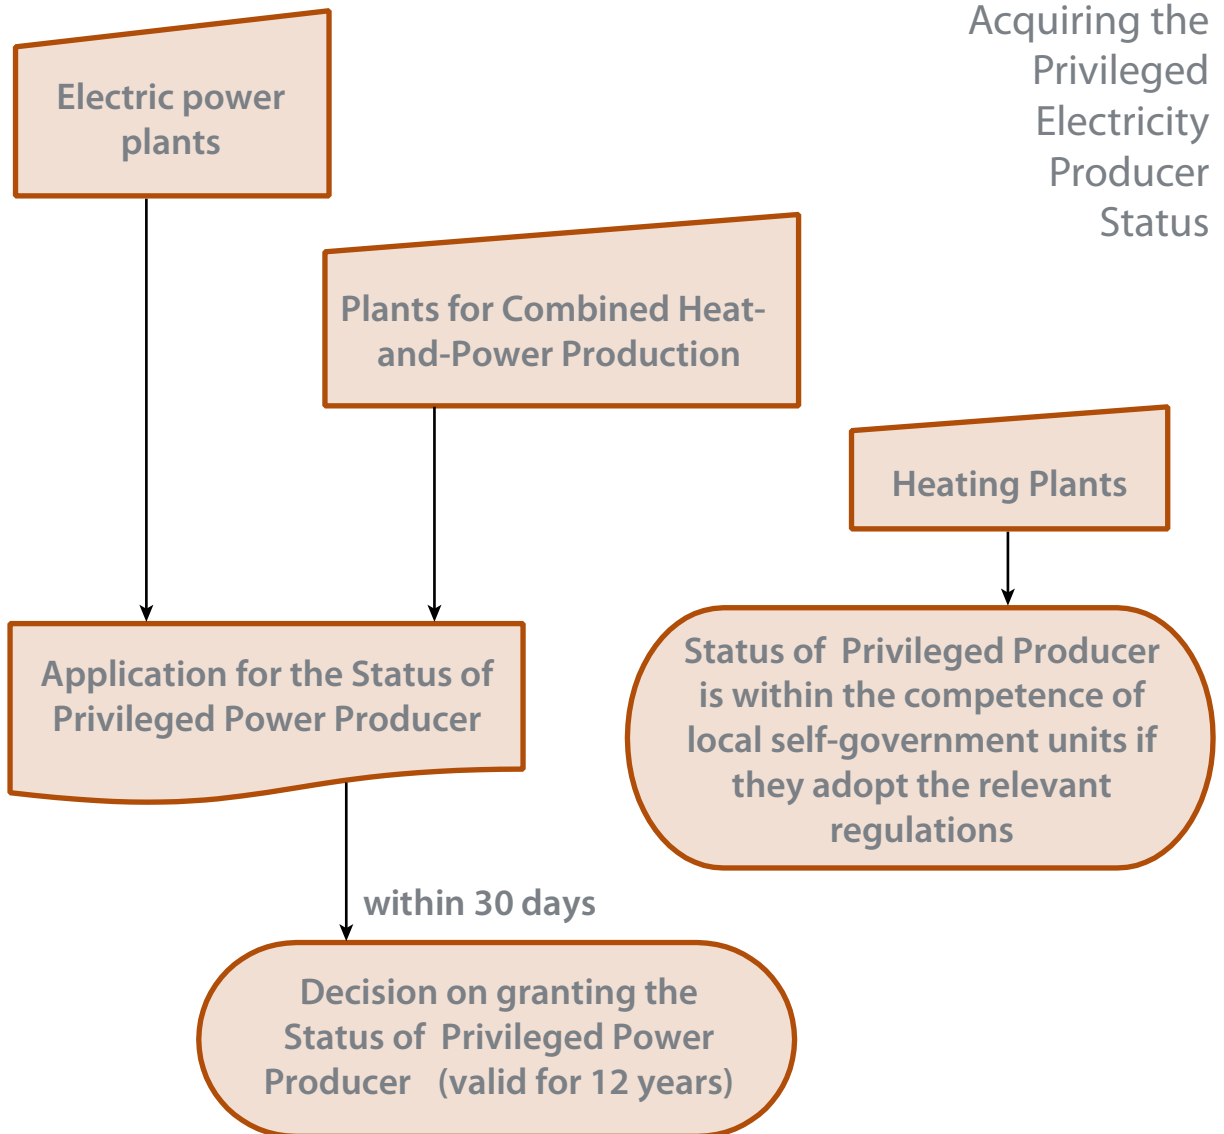 Acquiring the
Privileged
Electricity
Producer
Status
Electric power
plants
Plants for Combined Heat-
and-Power Production
Heating Plants
Application for the Status of
Privileged Power Producer
Status of Privileged Producer
is within the competence of
local self-government units if
they adopt the relevant
regulations
within 30 days
Decision on granting the
Status of Privileged Power
Producer (valid for 12 years)